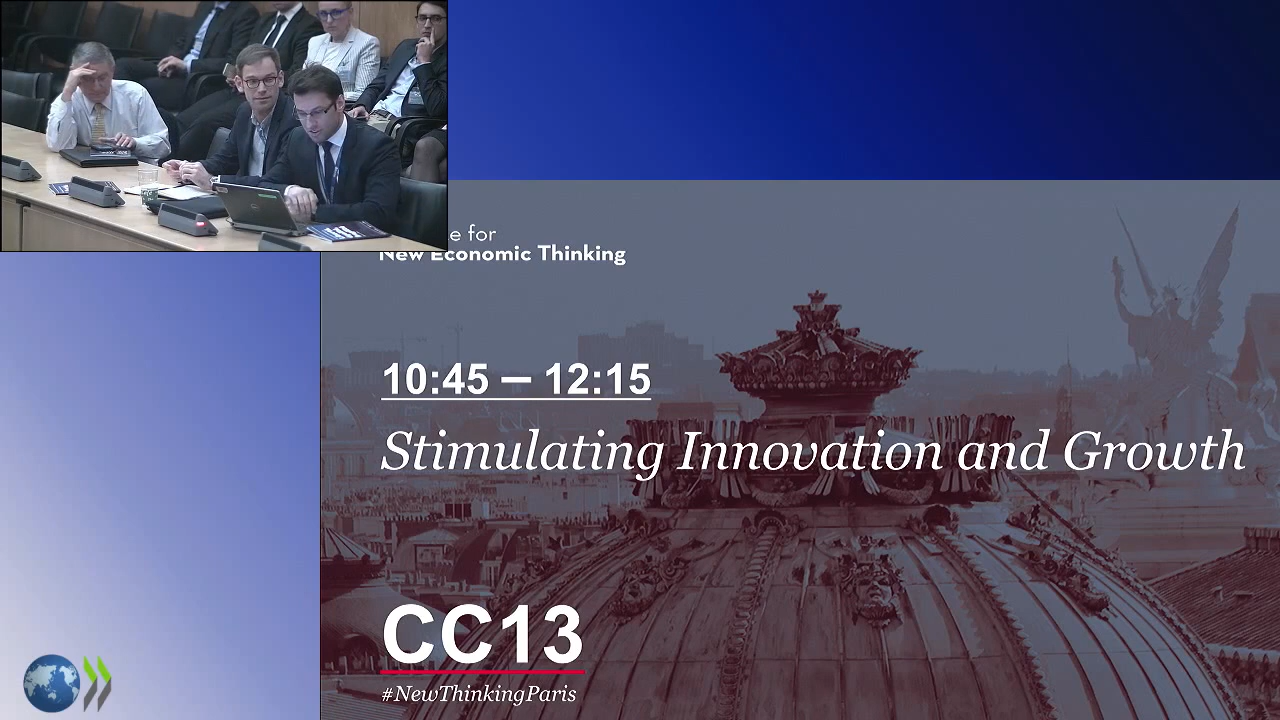 e for
New Economic Thinking
10:45 – 12:15
Stimulating Innovation and Growth
CC13
#NewThinkingParis